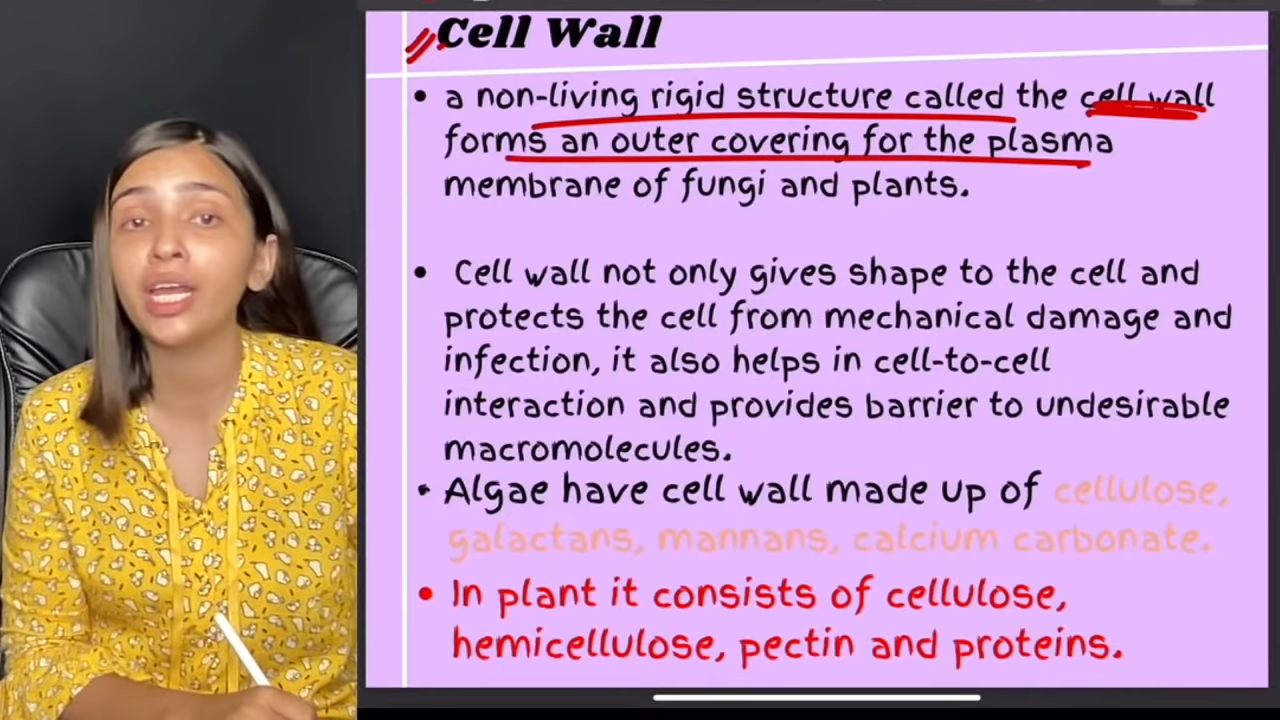 Cell Wall
• a non-living rigid structure called the cell wall
forms an outer covering for the plasma
membrane of fungi and plants.
• Cell wall not only gives shape to the cell and
protects the cell from mechanical damage and
infection, it also helps in cell-to-cell
interaction and provides barrier to undesirable
macromolecules.
• Algae have cell wall made up of cellulose,
galactans, mannans, calcium carbonate.
• In plant it consists of cellulose,
hemicellulose, pectin and proteins.